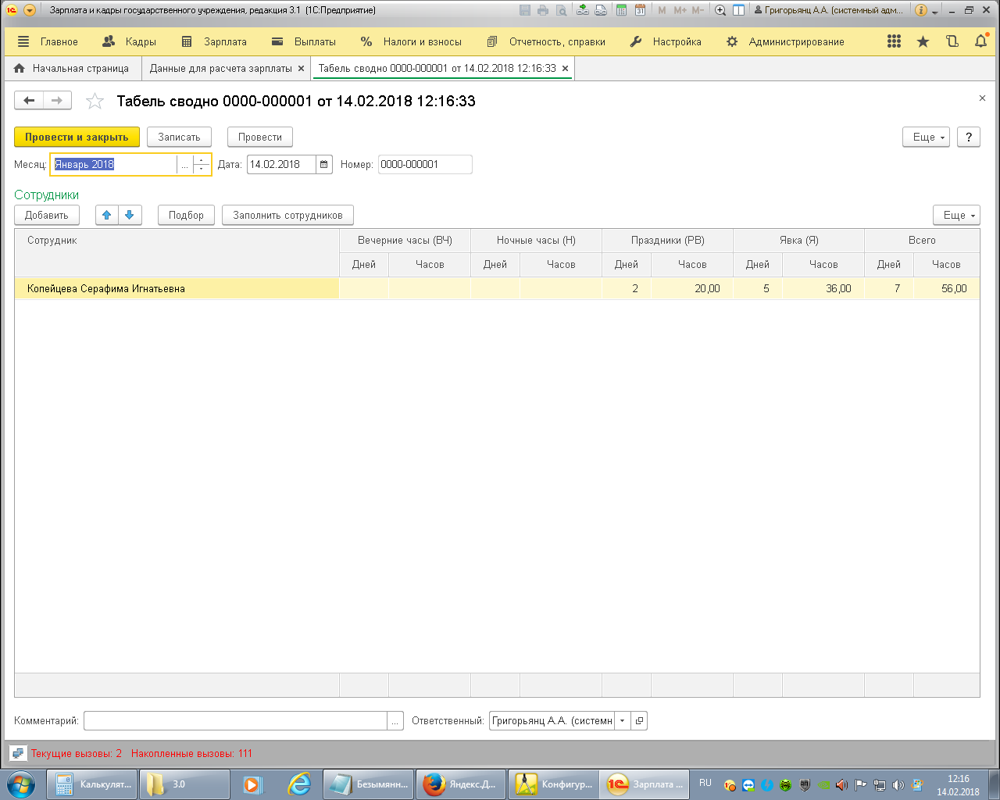 Зарплата и кадры государственного учреждения, редакция 3.1 (1С:Предприятие)
M M+ M- Григорьянц А.А. (системный адм...
Главное Кадры Зарплата Выплаты Налоги и взносы Отчетность, справки Настройка Администрирование
Начальная страница Данные для расчета зарплаты × Табель сводно 0000-000001 от 14.02.2018 12:16:33 ×
Табель сводно 0000-000001 от 14.02.2018 12:16:33
Провести и закрыть Записать Провести Еще ?
Месяц: Январь 2018 ... Дата: 14.02.2018 Номер: 0000-000001
Сотрудники
Добавить Подбор Заполнить сотрудников Еще
Сотрудник Вечерние часы (ВЧ) Ночные часы (Н) Праздники (РВ) Явка (Я) Всего
Дней Часов Дней Часов Дней Часов Дней Часов Дней Часов
Копейцева Серафима Игнатьевна 2 20,00 5 36,00 7 56,00
Комментарий: ... Ответственный: Григорьянц А.А. (системн
Текущие вызовы: 2 Накопленные вызовы: 111
Калькулят... 3.0 Безымянн... Яндекс.Д... Конфигур... Зарплата ... RU 12:16
14.02.2018